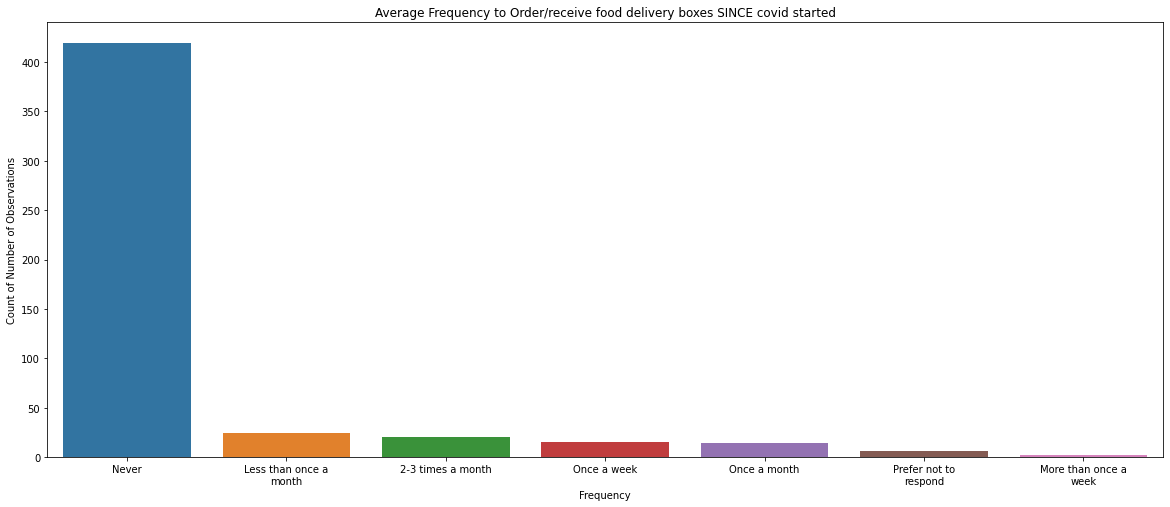 Average Frequency to Order/receive food delivery boxes SINCE covid started
Count of Number of Observations
400
350
300
250
200
150
100
50
0
Never
Less than once a
month
2-3 times a month
Once a week
Once a month
Prefer not to
respond
More than once a
week
Frequency